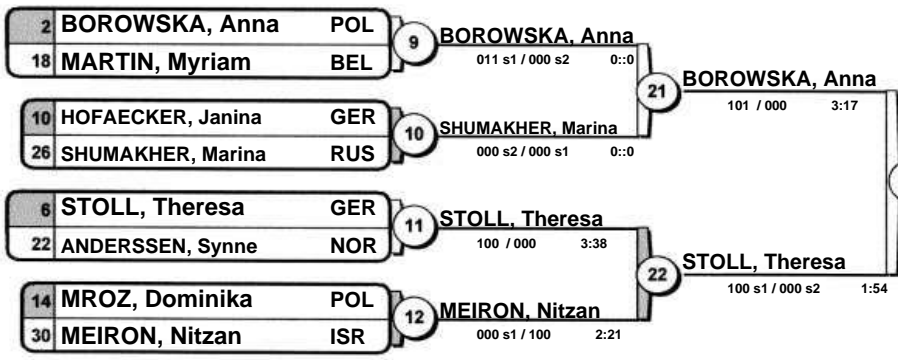 2 BOROWSKA, Anna POL
18 MARTIN, Myriam BEL
9
BOROWSKA, Anna
011 s1 / 000 s2 0::0
10 HOFAECKER, Janina GER
26 SHUMAKHER, Marina RUS
10
SHUMAKHER, Marina
000 s2 / 000 s1 0::0
21
BOROWSKA, Anna
101 / 000 3:17
6 STOLL, Theresa GER
22 ANDERSSEN, Synne NOR
11
STOLL, Theresa
100 / 000 3:38
14 MROZ, Dominika POL
30 MEIRON, Nitzan ISR
12
MEIRON, Nitzan
000 s1 / 100 2:21
22
STOLL, Theresa
100 s1 / 000 s2 1:54